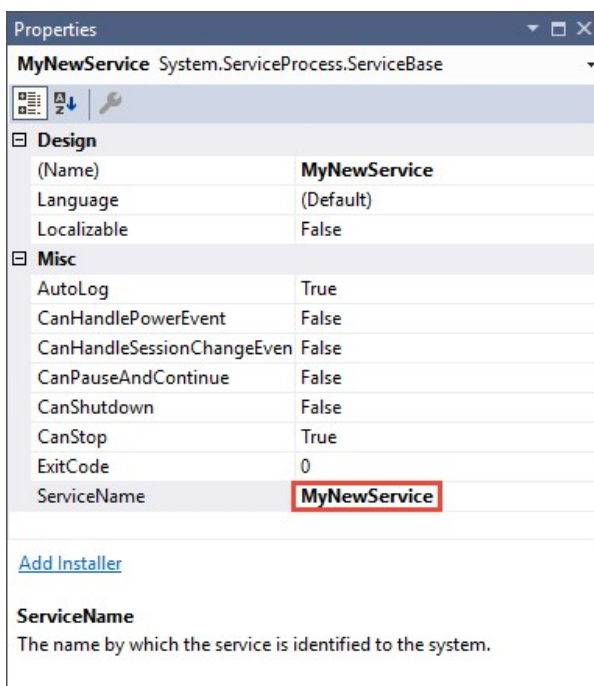 Properties
MyNewService System.ServiceProcess.ServiceBase
Design
(Name) MyNewService
Language (Default)
Localizable False
Misc
AutoLog True
CanHandlePowerEvent False
CanHandleSessionChangeEven False
CanPauseAndContinue False
CanShutdown False
CanStop True
ExitCode 0
ServiceName MyNewService
Add Installer
ServiceName
The name by which the service is identified to the system.